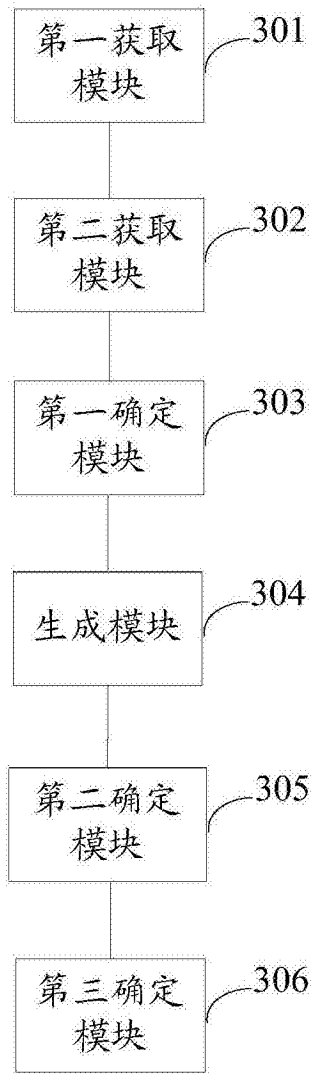 第一获取
模块
301
第二获取
模块
302
第一确定
模块
303
生成模块
304
第二确定
模块
305
第三确定
模块
306